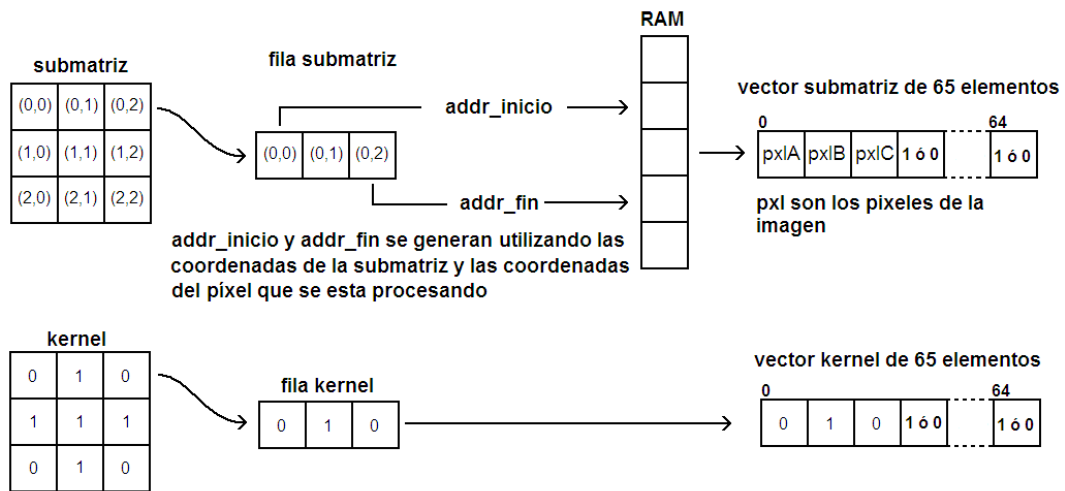 RAM
submatriz
fila submatriz
(0,0) (0,1) (0,2)
(1,0) (1,1) (1,2)
(2,0) (2,1) (2,2)
(0,0) (0,1) (0,2)
addr_inicio
addr_fin
addr_inicio y addr_fin se generan utilizando las
coordenadas de la submatriz y las coordenadas
del píxel que se esta procesando
vector submatriz de 65 elementos
0 64
pxlA pxlB pxlC 1 ó 0 1 ó 0
pxl son los pixeles de la
imagen
kernel
0 1 0
1 1 1
0 1 0
fila kernel
0 1 0
vector kernel de 65 elementos
0 64
0 1 0 1 ó 0 1 ó 0